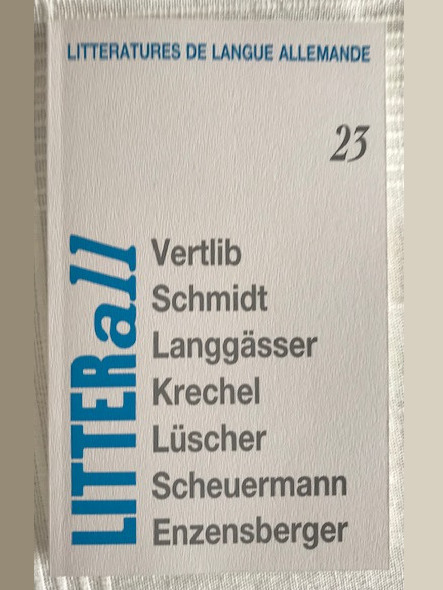 LITTERATURES DE LANGUE ALLEMANDE
23
LITTERall
Vertlib
Schmidt
Langgässer
Krechel
Lüscher
Scheuermann
Enzensberger